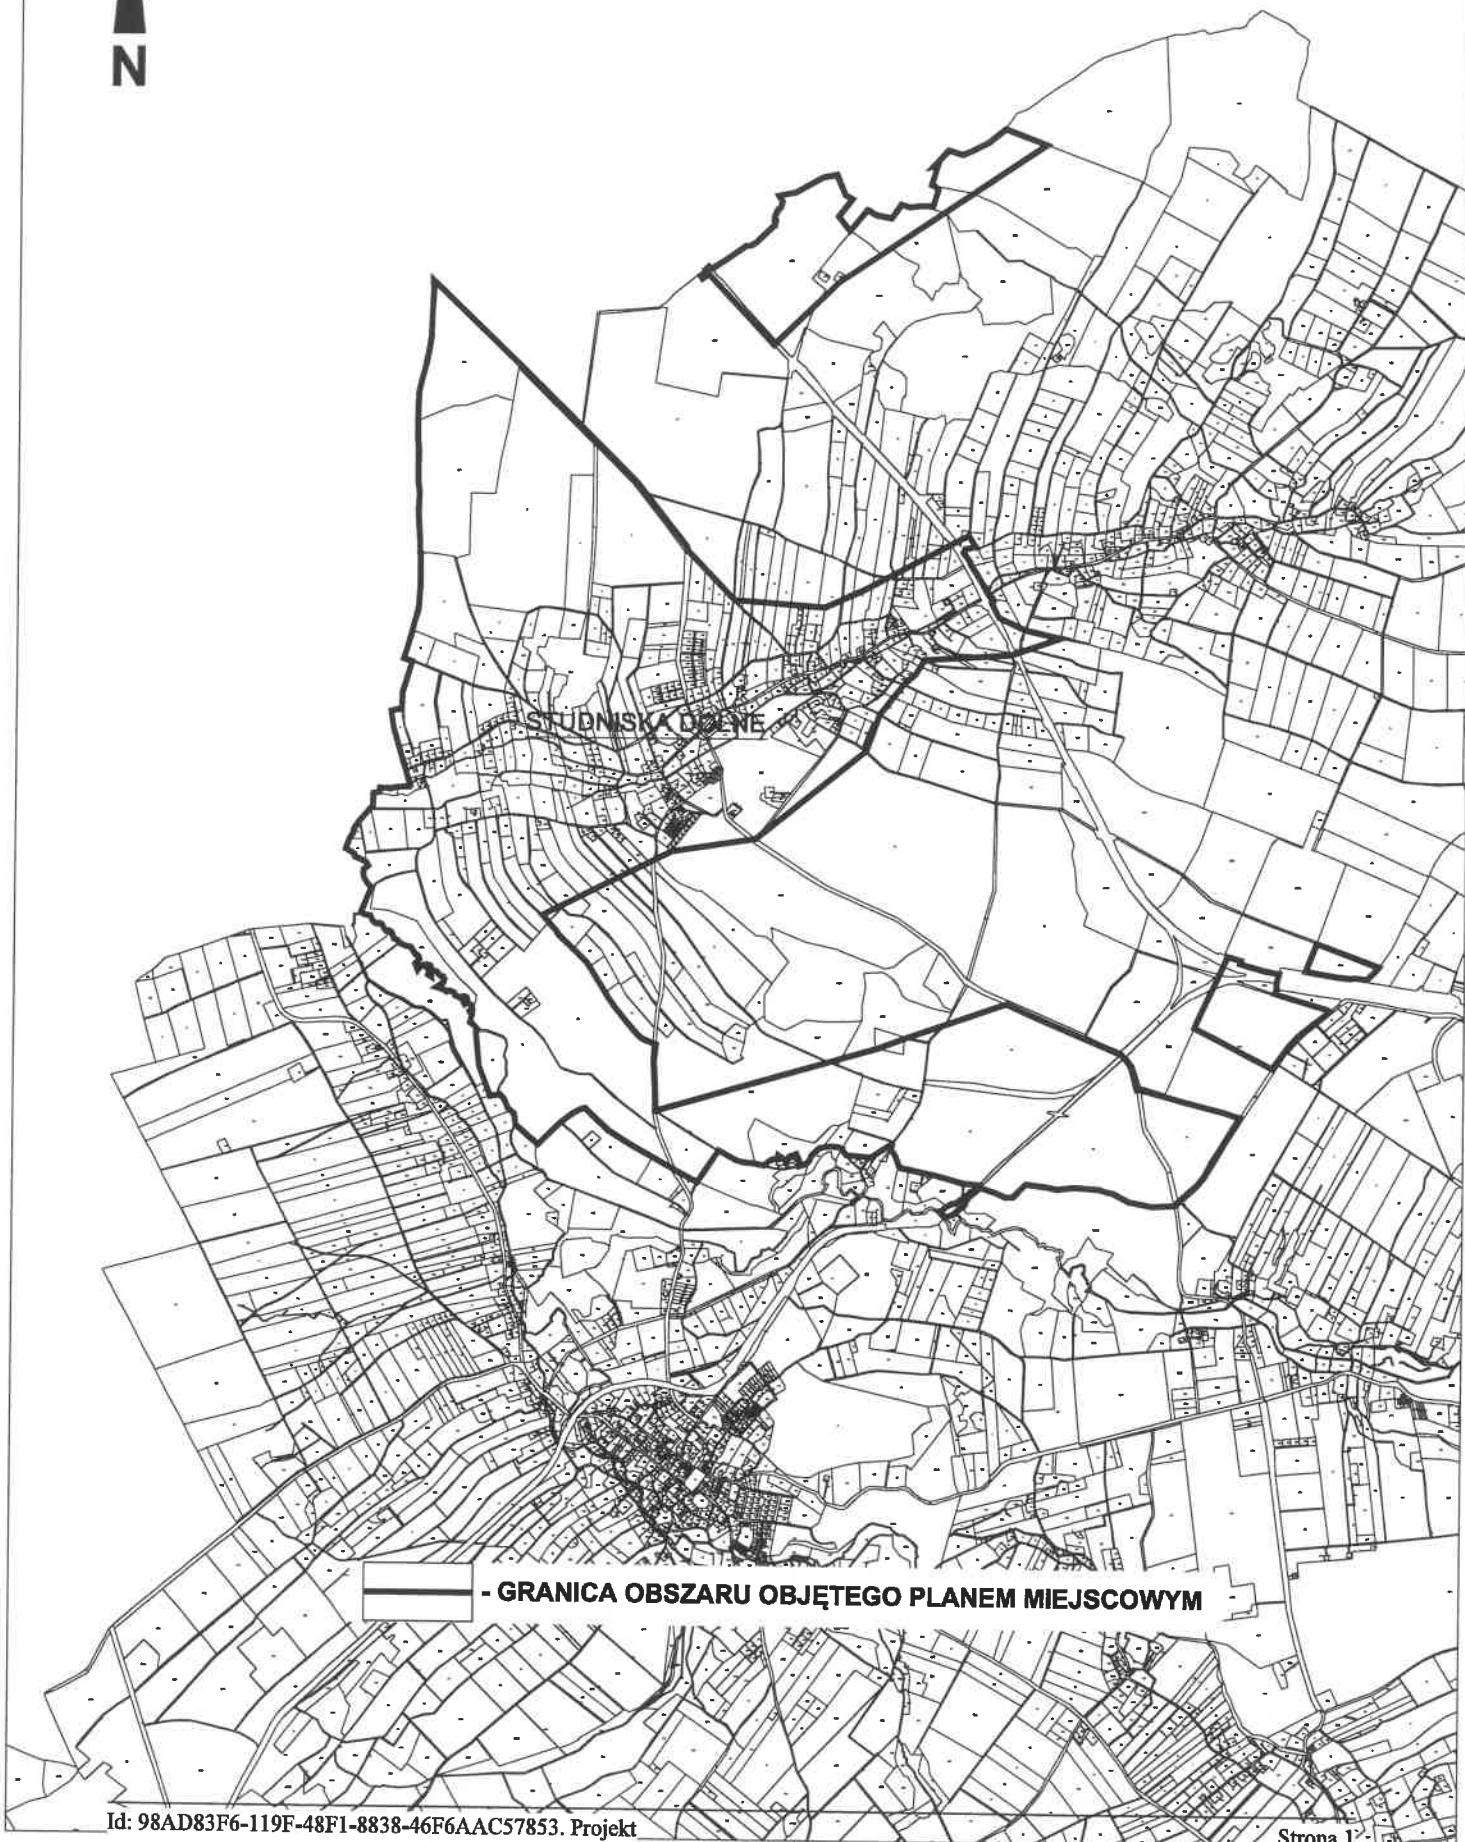 N
STUDNISKA DOLNE
- GRANICA OBSZARU OBJĘTEGO PLANEM MIEJSCOWYM
Id: 98AD83F6-119F-48F1-8838-46F6AAC57853. Projekt
Strona 1